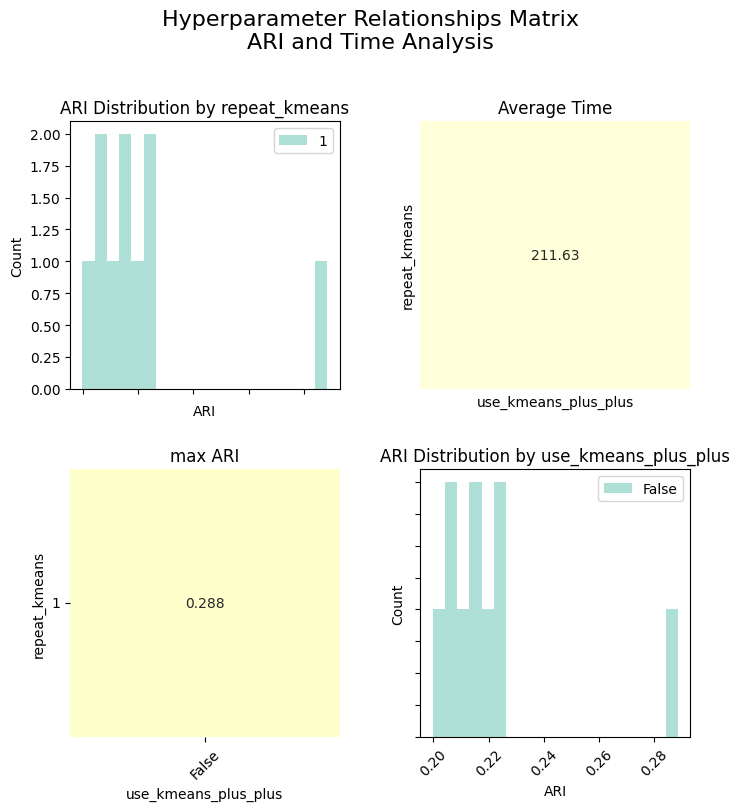 Hyperparameter Relationships Matrix
ARI and Time Analysis
ARI Distribution by repeat_kmeans
2.00
1.75
1.50
1.25
1.00
0.75
0.50
0.25
0.00
Count
ARI
1
Average Time
repeat_kmeans
211.63
use_kmeans_plus_plus
max ARI
repeat_kmeans
1
0.288
False
use_kmeans_plus_plus
ARI Distribution by use_kmeans_plus_plus
False
Count
0.20
0.22
0.24
0.26
0.28
ARI